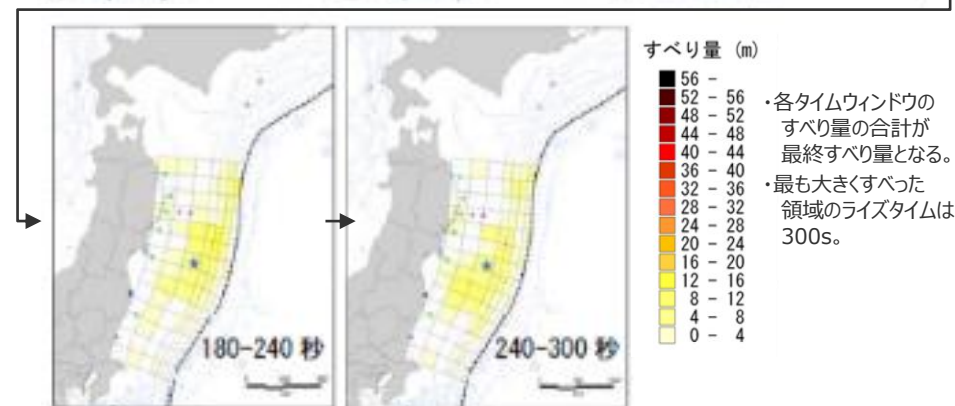 すべり量 (m)
56 -
52 - 56
48 - 52
44 - 48
40 - 44
36 - 40
32 - 36
28 - 32
24 - 28
20 - 24
16 - 20
12 - 16
8 - 12
4 - 8
0 - 4
・各タイムウィンドウの
すべり量の合計が
最終すべり量となる。
・最も大きくすべった
領域のライズタイムは
300s。
180-240 秒
240-300 秒